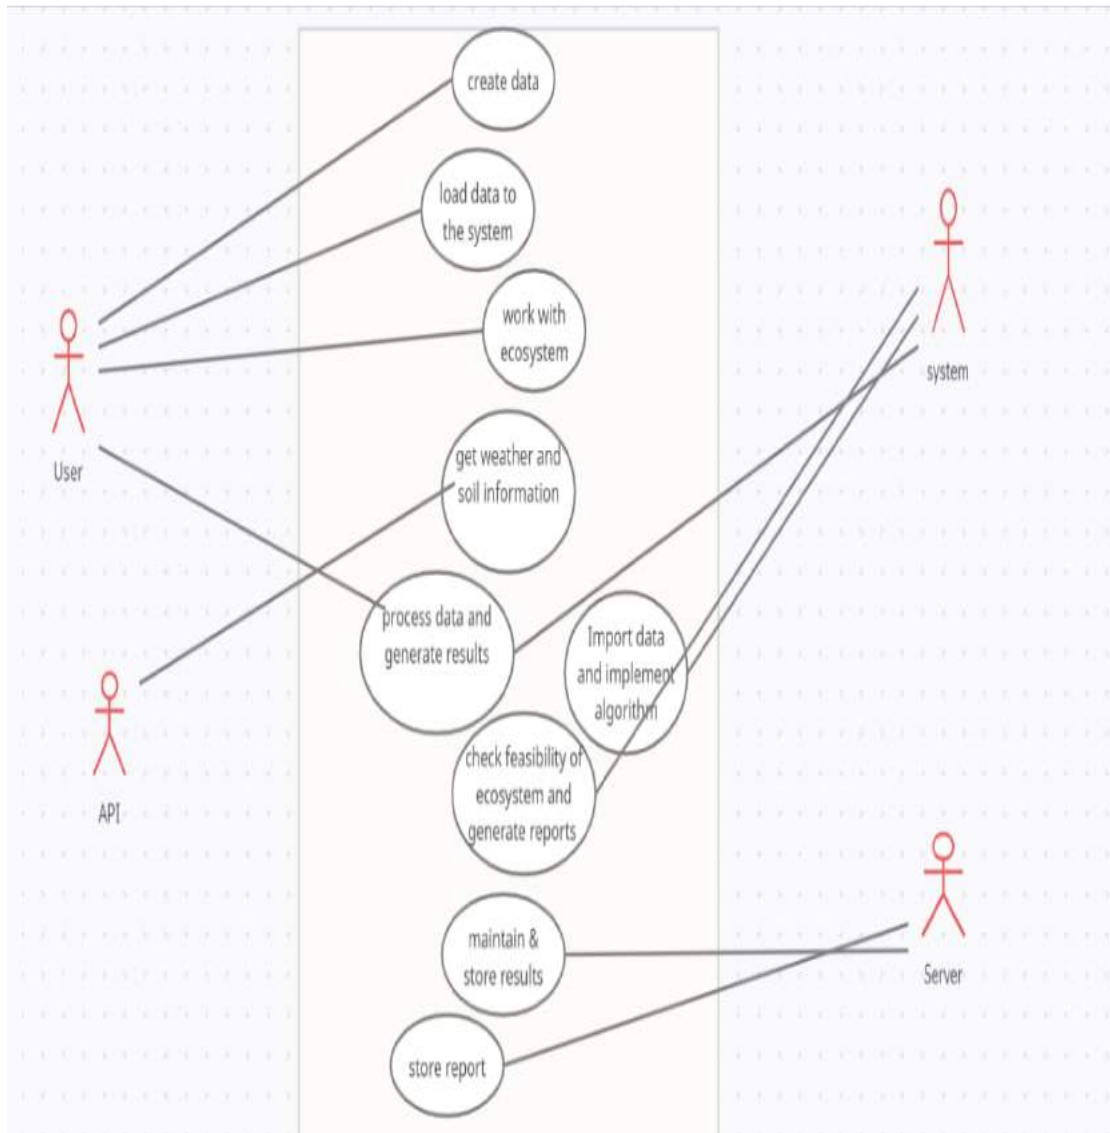 create data
load data to
the system
work with
ecosystem
system
User
get weather and
soil information
process data and
generate results
Import data
and implement
algorithm
check feasibility of
ecosystem and
generate reports
API
maintain &
store results
Server
store report